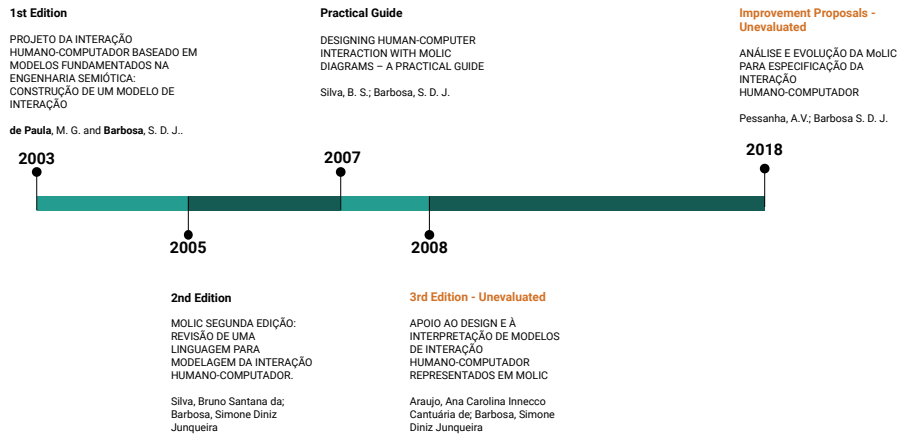 1st Edition
PROJETO DA INTERAÇÃO
HUMANO-COMPUTADOR BASEADO EM
MODELOS FUNDAMENTADOS NA
ENGENHARIA SEMIÓTICA:
CONSTRUÇÃO DE UM MODELO DE
INTERAÇÃO
de Paula, M. G. and Barbosa, S. D. J..
2003
Practical Guide
DESIGNING HUMAN-COMPUTER
INTERACTION WITH MOLIC
DIAGRAMS – A PRACTICAL GUIDE
Silva, B. S.; Barbosa, S. D. J.
2007
Improvement Proposals -
Unevaluated
ANÁLISE E EVOLUÇÃO DA MoLIC
PARA ESPECIFICAÇÃO DA
INTERAÇÃO
HUMANO-COMPUTADOR
Pessanha, A.V.; Barbosa S. D. J.
2018
2005
2nd Edition
MOLIC SEGUNDA EDIÇÃO:
REVISÃO DE UMA
LINGUAGEM PARA
MODELAGEM DA INTERAÇÃO
HUMANO-COMPUTADOR.
Silva, Bruno Santana da;
Barbosa, Simone Diniz
Junqueira
2008
3rd Edition - Unevaluated
APOIO AO DESIGN E À
INTERPRETAÇÃO DE MODELOS
DE INTERAÇÃO
HUMANO-COMPUTADOR
REPRESENTADOS EM MOLIC
Araujo, Ana Carolina Innecco
Cantuária de; Barbosa, Simone
Diniz Junqueira